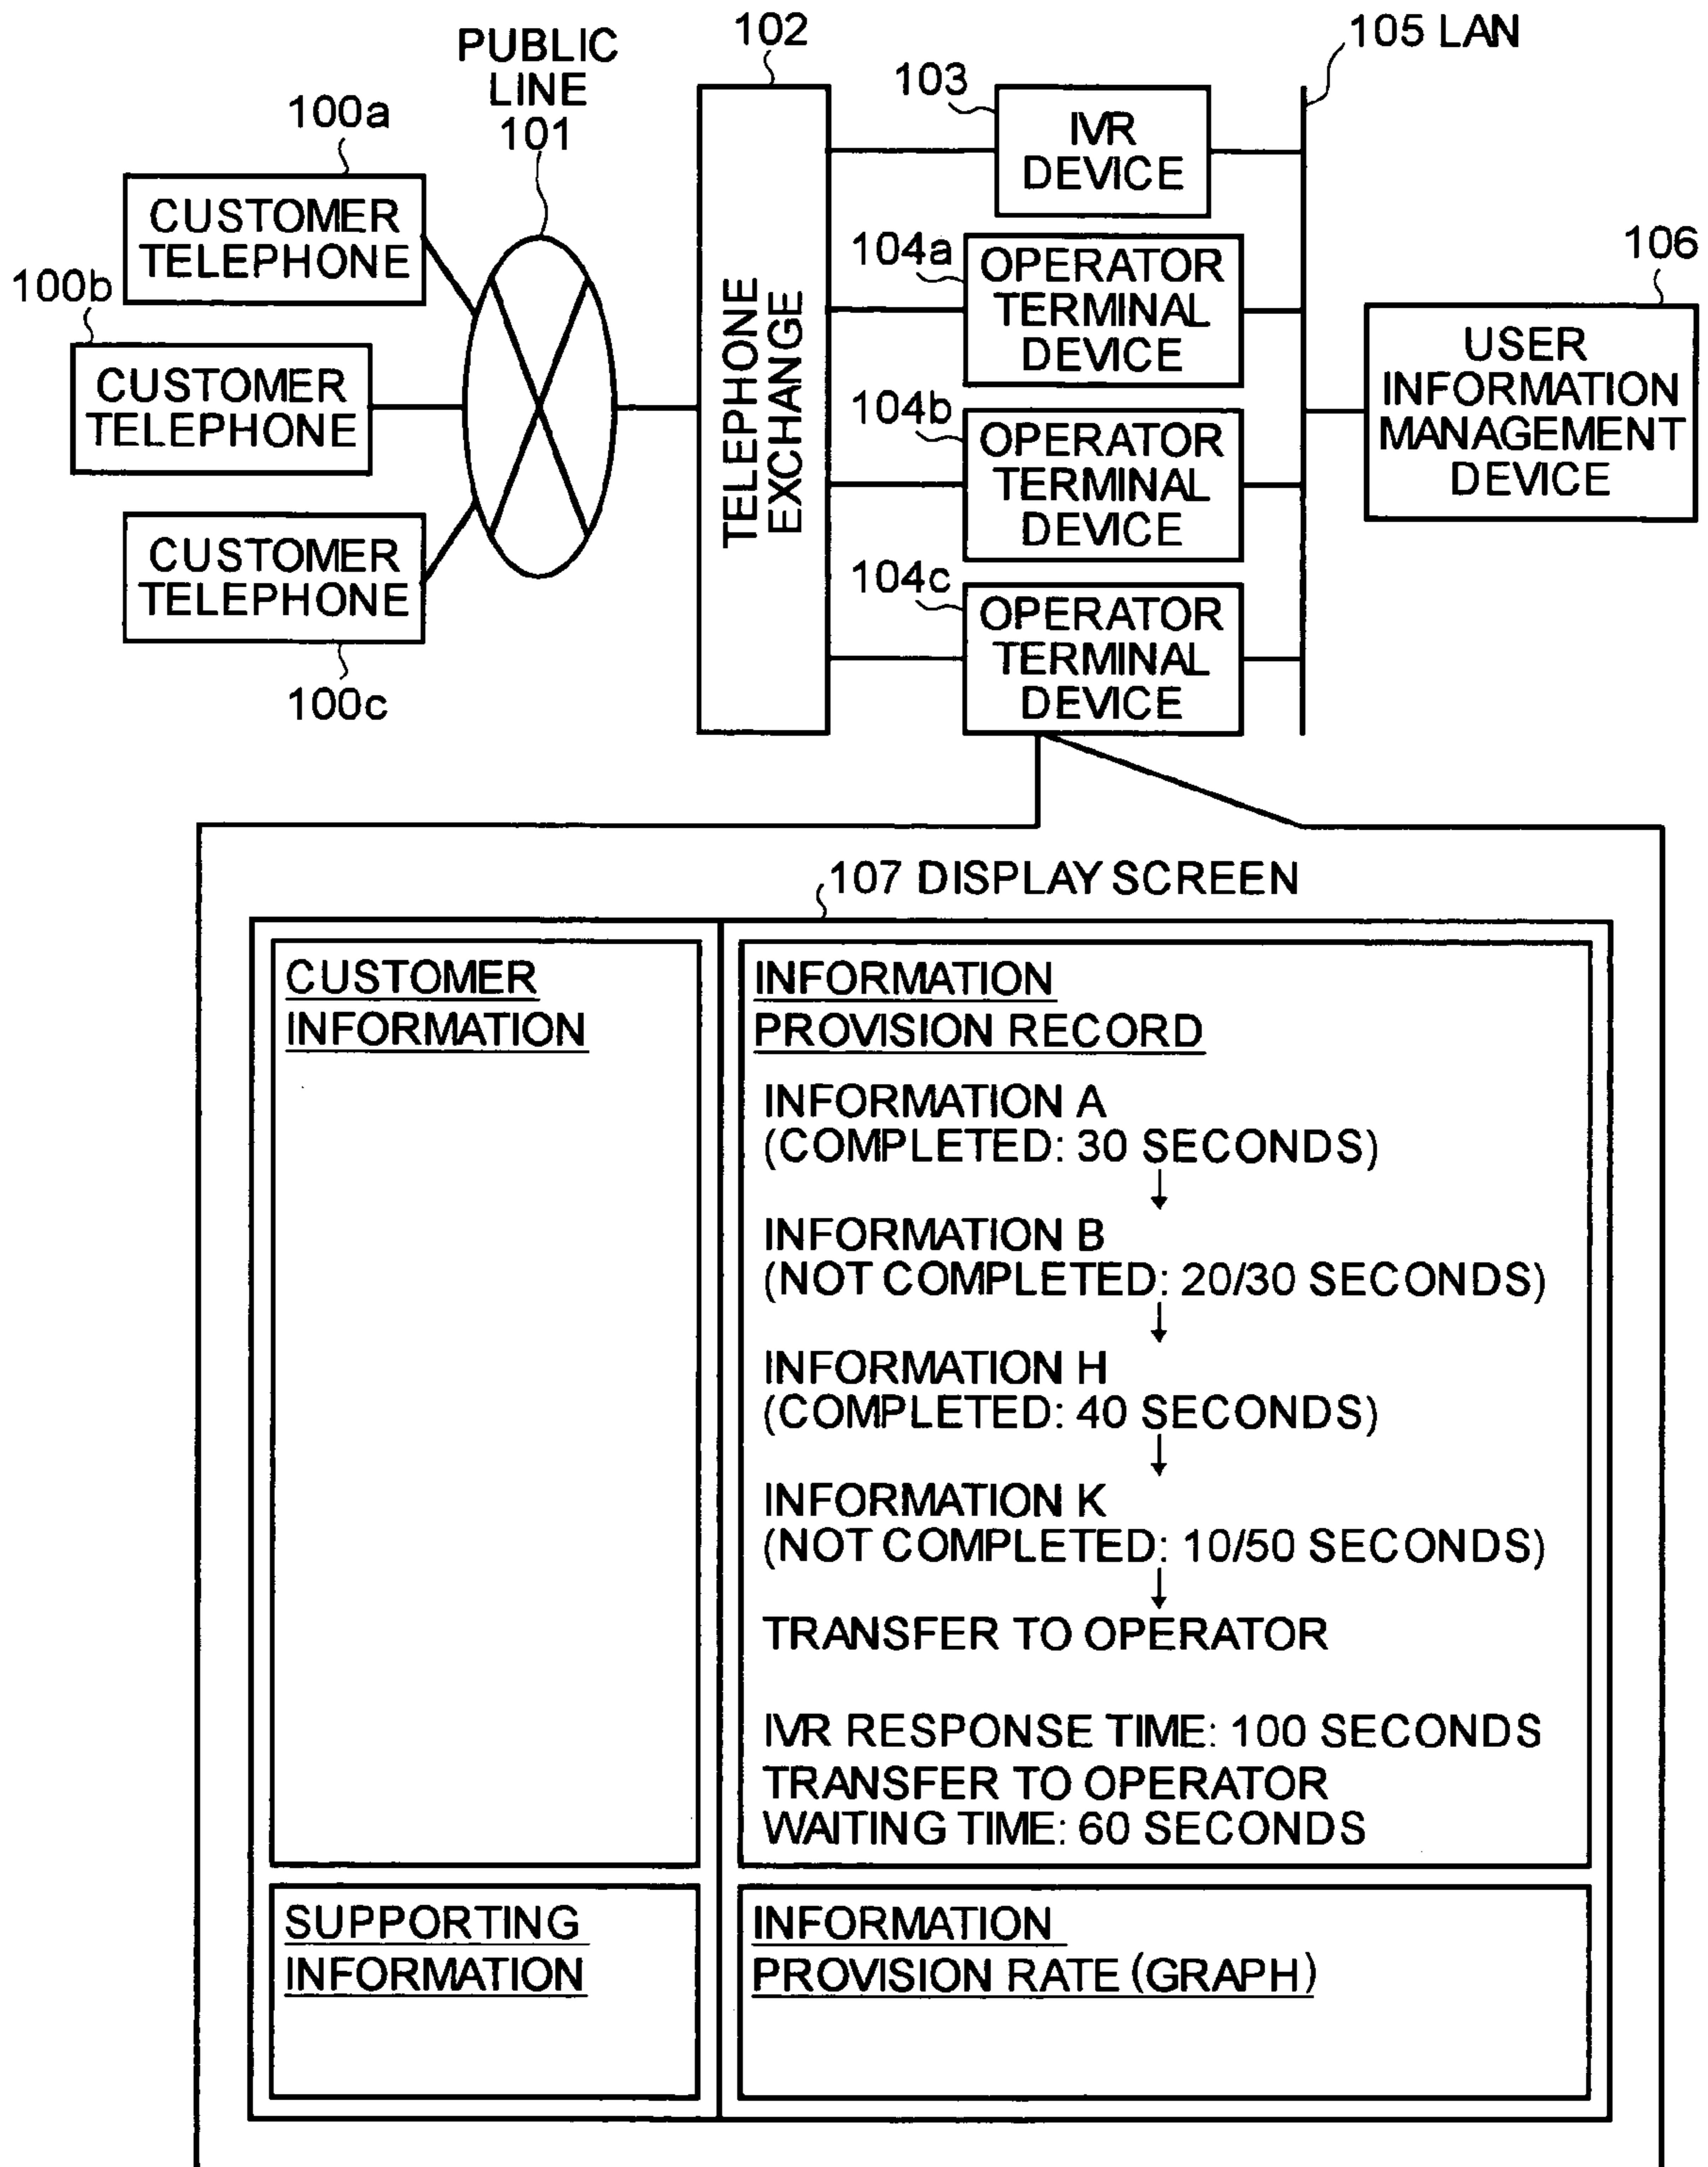 102
105 LAN
PUBLIC
LINE
101
103
IVR
DEVICE
100a
CUSTOMER
TELEPHONE
104a
OPERATOR
TERMINAL
DEVICE
106
100b
CUSTOMER
TELEPHONE
TELEPHONE
EXCHANGE
USER
INFORMATION
MANAGEMENT
DEVICE
104b
OPERATOR
TERMINAL
DEVICE
CUSTOMER
TELEPHONE
100c
104c
OPERATOR
TERMINAL
DEVICE
107 DISPLAY SCREEN
CUSTOMER
INFORMATION
INFORMATION
PROVISION RECORD
INFORMATION A
(COMPLETED: 30 SECONDS)
INFORMATION B
(NOT COMPLETED: 20/30 SECONDS)
INFORMATION H
(COMPLETED: 40 SECONDS)
INFORMATION K
(NOT COMPLETED: 10/50 SECONDS)
TRANSFER TO OPERATOR
IVR RESPONSE TIME: 100 SECONDS
TRANSFER TO OPERATOR
WAITING TIME: 60 SECONDS
SUPPORTING
INFORMATION
INFORMATION
PROVISION RATE (GRAPH)